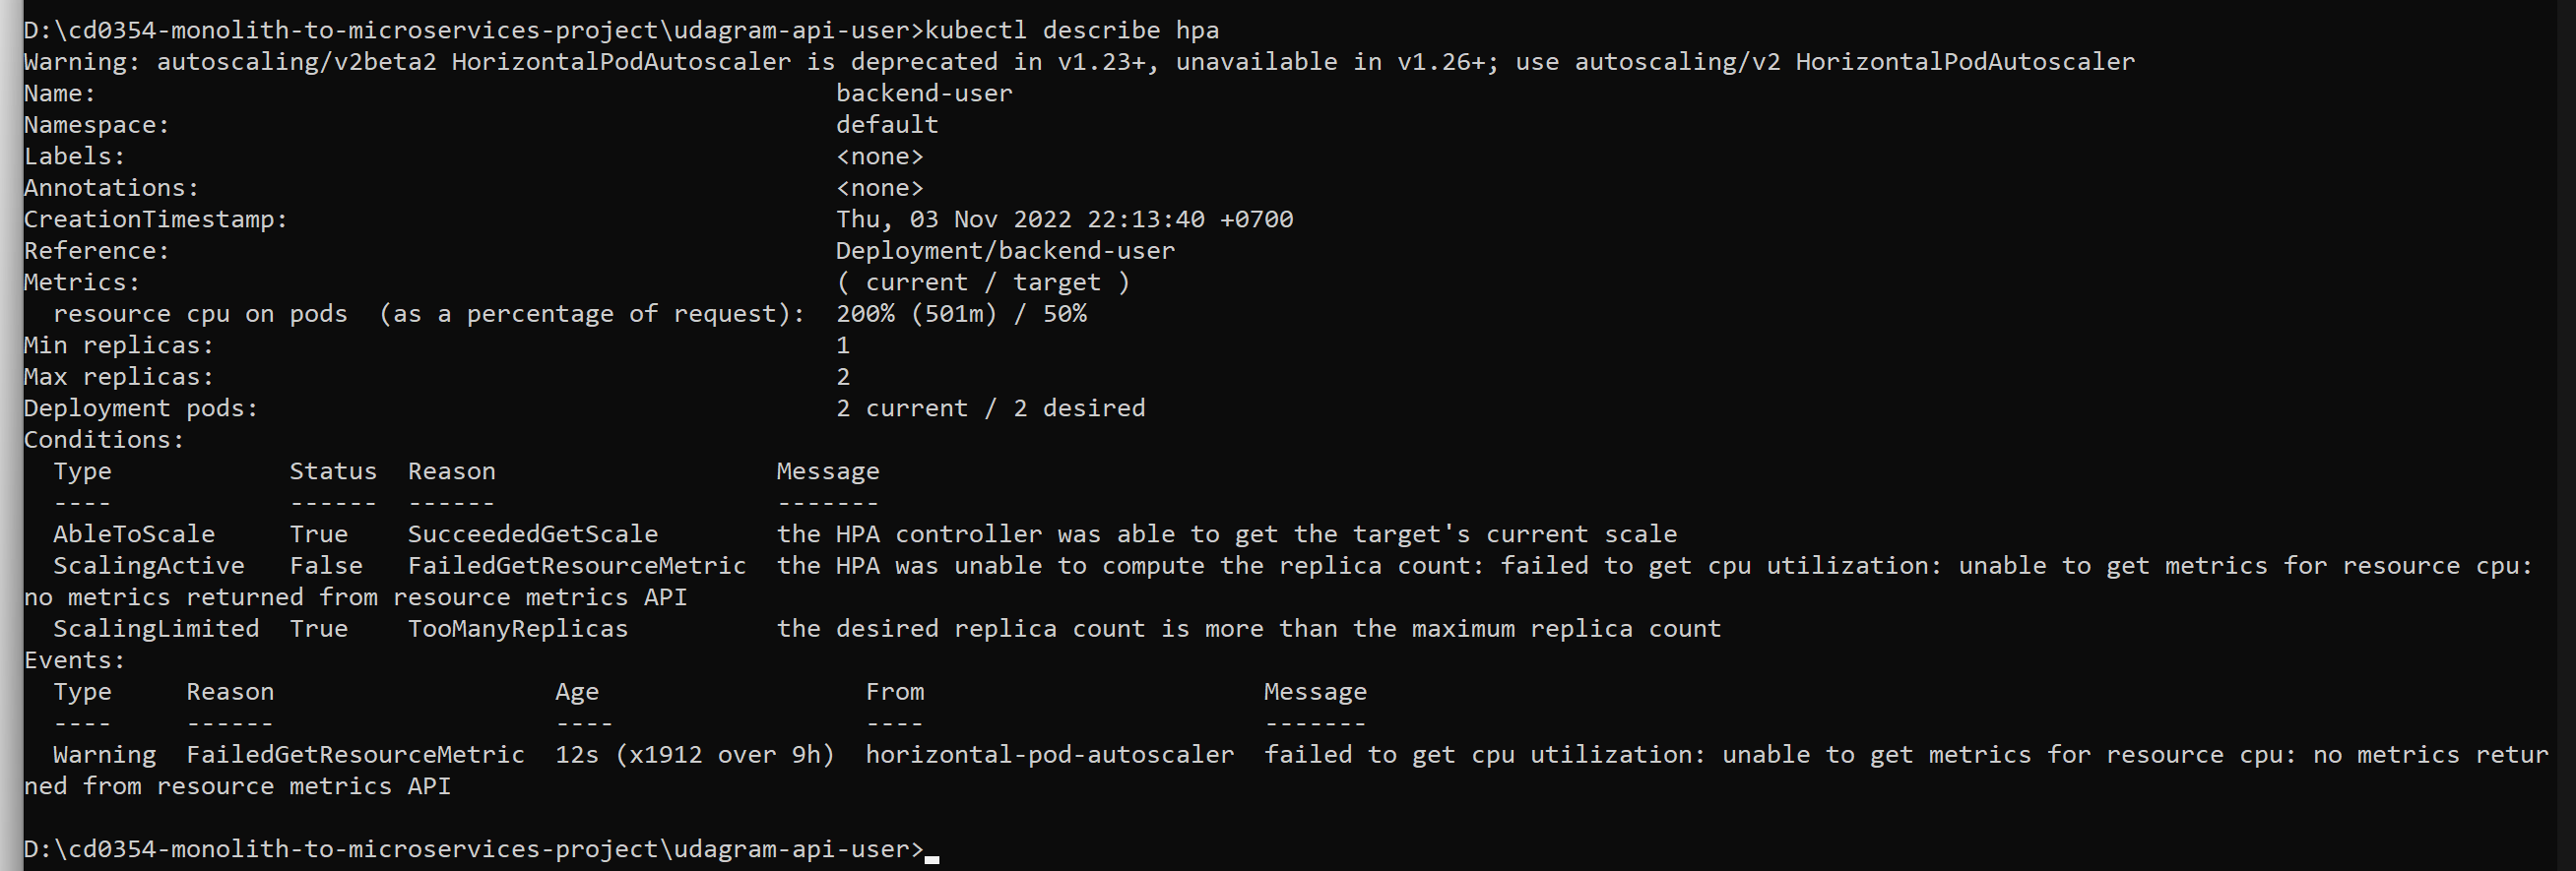 D:\cd0354-monolith-to-microservices-project\udagram-api-user>kubectl describe hpa
Warning: autoscaling/v2beta2 HorizontalPodAutoscaler is deprecated in v1.23+, unavailable in v1.26+; use autoscaling/v2 HorizontalPodAutoscaler
Name:                                                  backend-user
Namespace:                                             default
Labels:                                                <none>
Annotations:                                           <none>
CreationTimestamp:                                     Thu, 03 Nov 2022 22:13:40 +0700
Reference:                                             Deployment/backend-user
Metrics:                                               ( current / target )
  resource cpu on pods  (as a percentage of request):  200% (501m) / 50%
Min replicas:                                          1
Max replicas:                                          2
Deployment pods:                                       2 current / 2 desired
Conditions:
  Type            Status  Reason                   Message
  ----            ------  ------                   -------
  AbleToScale     True    SucceededGetScale        the HPA controller was able to get the target's current scale
  ScalingActive   False   FailedGetResourceMetric  the HPA was unable to compute the replica count: failed to get cpu utilization: unable to get metrics for resource cpu:
no metrics returned from resource metrics API
  ScalingLimited  True    TooManyReplicas          the desired replica count is more than the maximum replica count
Events:
  Type     Reason                   Age                  From                       Message
  ----     ------                   ----                 ----                       -------
  Warning  FailedGetResourceMetric  12s (x1912 over 9h)  horizontal-pod-autoscaler  failed to get cpu utilization: unable to get metrics for resource cpu: no metrics retur
ned from resource metrics API
D:\cd0354-monolith-to-microservices-project\udagram-api-user>